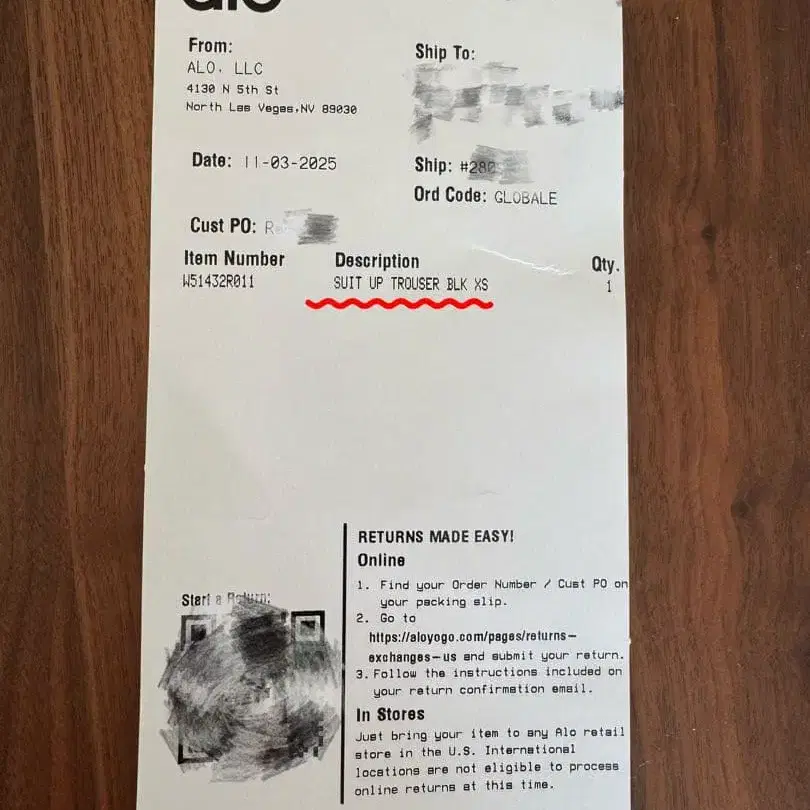 alo
From:
ALO, LLC
4130 N 5th St
North Las Vegas,NV 89030
Ship To:
Date: 11-03-2025
Ship: #280
Ord Code: GLOBALE
Cust PO: R
Item Number Description Qty.
W51432R011 SUIT UP TROUSER BLK XS 1
RETURNS MADE EASY!
Online
1. Find your Order Number / Cust PO on
your packing slip.
2. Go to
https://aloyogo.com/pages/returns-
exchanges-us and submit your return.
3. Follow the instructions included on
your return confirmation email.
In Stores
Just bring your item to any Alo retail
store in the U.S. International
locations are not eligible to process
online returns at this time.
Start a Return: